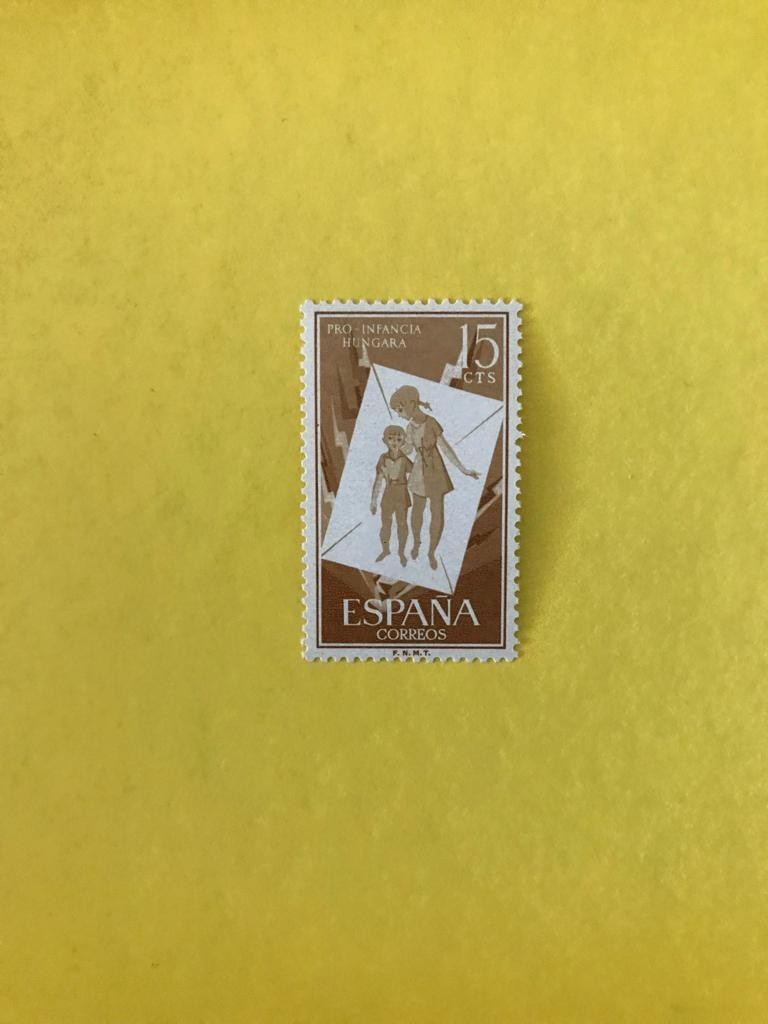 PRO-INFANCIA
HUNGARA
15
CTS
ESPAÑA
CORREOS
F. N. M. T.